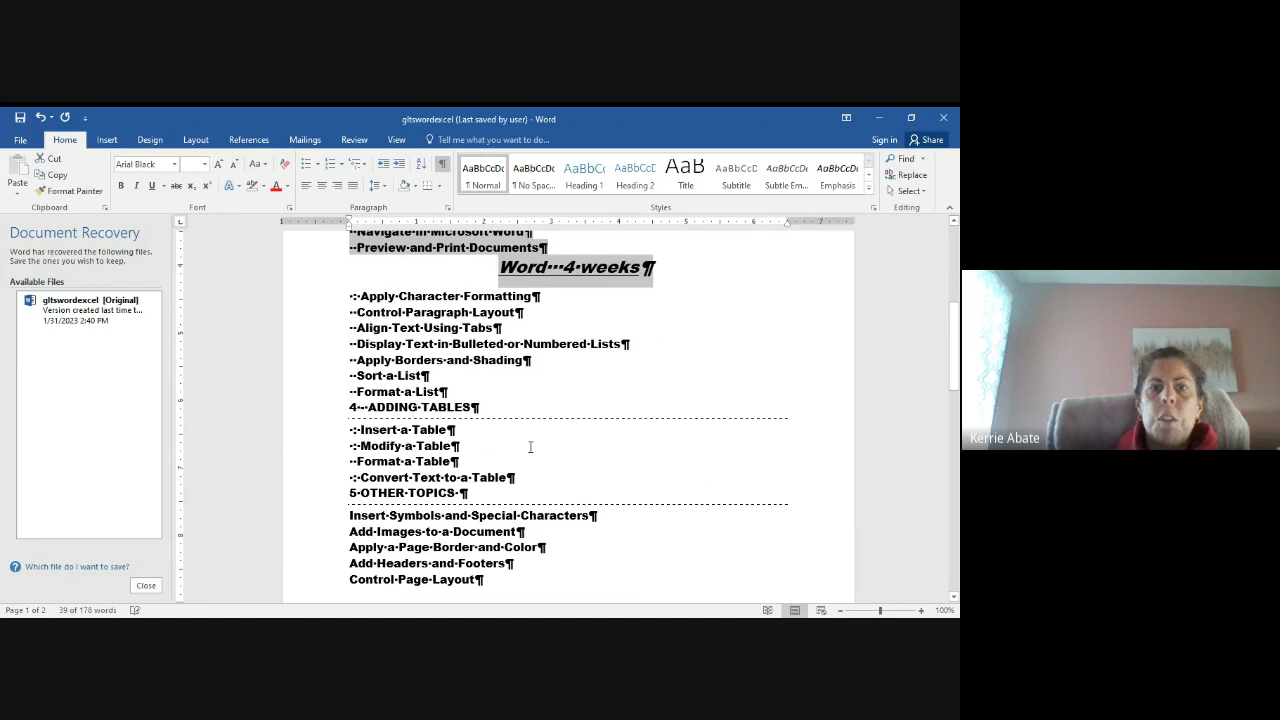 gltswordexcel (Last saved by user) - Word
File Home Insert Design Layout References Mailings Review View Tell me what you want to do... Sign in Share
Paste Cut Copy Format Painter
Clipboard
Arial Black
Font
Paragraph
AaBbCcDc AaBbCcDc AaBbCcDc AaBbCcD AaB AaBbCcD AaBbCcDc AaBbCcDc
¶ Normal ¶ No Spac... Heading 1 Heading 2 Title Subtitle Subtle Em... Emphasis
Styles
Find
Replace
Select
Editing
Document Recovery
Word has recovered the following files. Save the ones you wish to keep.
Available Files
gltswordexcel [Original]
Version created last time t...
1/31/2023 2:40 PM
Which file do I want to save?
Close
··Navigate·in·Microsoft·Word¶
··Preview·and·Print·Documents¶
Word···4·weeks¶
·:·Apply·Character·Formatting¶
··Control·Paragraph·Layout¶
··Align·Text·Using·Tabs¶
··Display·Text·in·Bulleted·or·Numbered·Lists¶
··Apply·Borders·and·Shading¶
··Sort·a·List¶
··Format·a·List¶
4·-·ADDING·TABLES¶
·:·Insert·a·Table¶
·:·Modify·a·Table¶
··Format·a·Table¶
·:·Convert·Text·to·a·Table¶
5·OTHER·TOPICS·¶
Insert·Symbols·and·Special·Characters¶
Add·Images·to·a·Document¶
Apply·a·Page·Border·and·Color¶
Add·Headers·and·Footers¶
Control·Page·Layout¶
Page 1 of 2 39 of 178 words 100%
Kerrie Abate